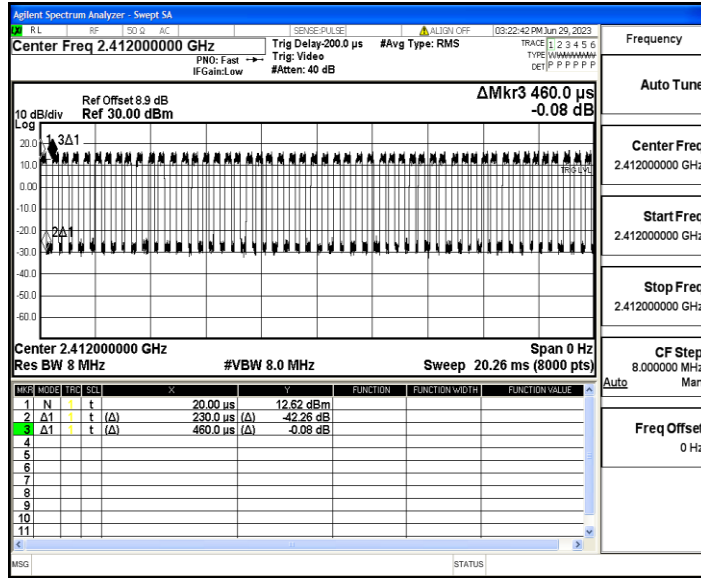 Agilent Spectrum Analyzer - Swept SA
RL RF 50 Ω AC SENSE:PULSE ALIGN OFF 03:22:42 PM Jun 29, 2023
Center Freq 2.412000000 GHz
PNO: Fast
IFGain:Low
Trig Delay-200.0 µs
Trig: Video
#Atten: 40 dB
#Avg Type: RMS
TRACE 1 2 3 4 5 6
TYPE
DET P P P P P P
Frequency
Auto Tune
Center Freq
2.412000000 GHz
Start Freq
2.412000000 GHz
Stop Freq
2.412000000 GHz
CF Step
8.000000 MHz
Auto Man
Freq Offset
0 Hz
ΔMkr3 460.0 µs
-0.08 dB
Ref Offset 8.9 dB
10 dB/div Ref 30.00 dBm
Log
20.0
10.0
0.00
-10.0
-20.0
-30.0
-40.0
-50.0
-60.0
1 3Δ1
2Δ1
TRIG LVL
Center 2.412000000 GHz Span 0 Hz
Res BW 8 MHz #VBW 8.0 MHz Sweep 20.26 ms (8000 pts)
MKR MODE TRC SCL X Y FUNCTION FUNCTION WIDTH FUNCTION VALUE
1 N 1 t 20.00 µs 12.62 dBm
2 Δ1 1 t (Δ) 230.0 µs (Δ) -42.26 dB
3 Δ1 1 t (Δ) 460.0 µs (Δ) -0.08 dB
4
5
6
7
8
9
10
11
MSG STATUS